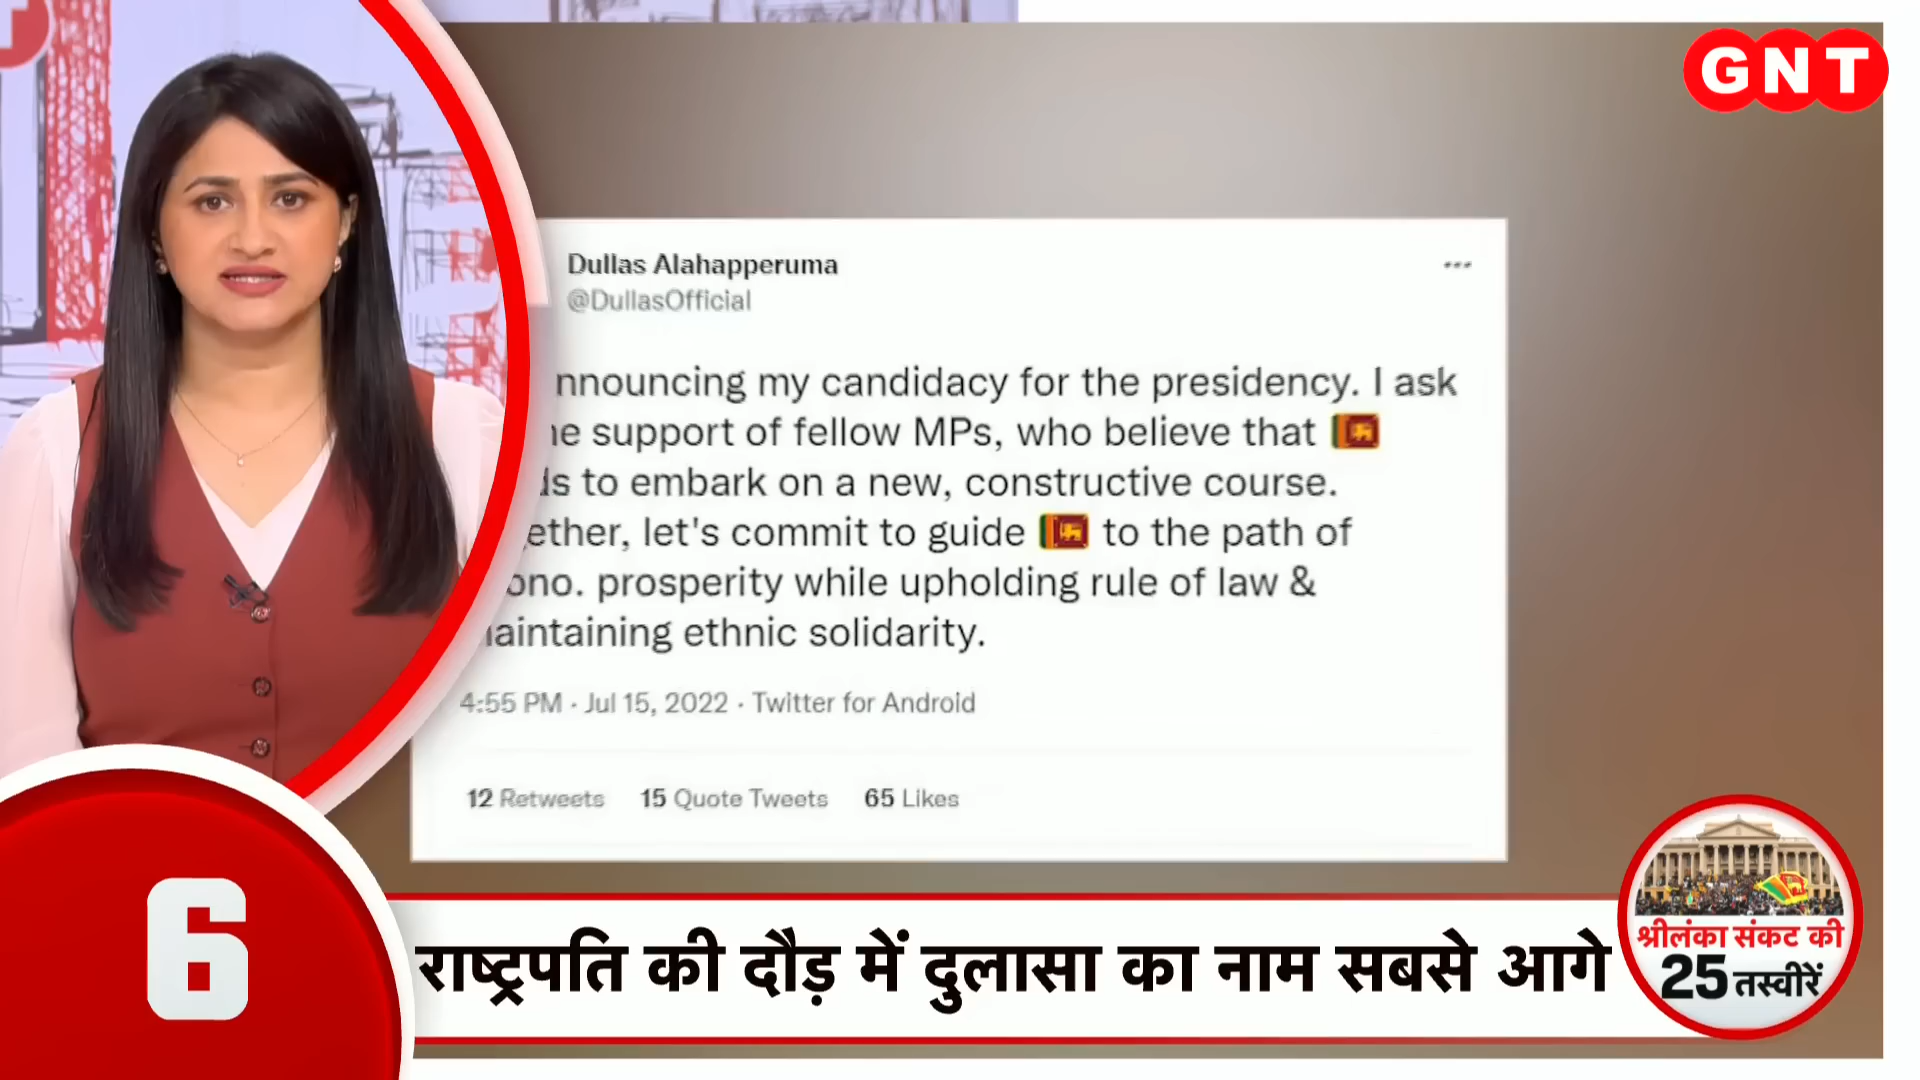 GNT
Dullas Alahapperuma
@DullasOfficial
nnouncing my candidacy for the presidency. I ask
support of fellow MPs, who believe that
to embark on a new, constructive course.
ether, let's commit to guide to the path of
ono. prosperity while upholding rule of law &
aintaining ethnic solidarity.
4:55 PM · Jul 15, 2022 · Twitter for Android
12 Retweets 15 Quote Tweets 65 Likes
6
राष्ट्रपति की दौड़ में दुलासा का नाम सबसे आगे
श्रीलंका संकट की
25 तस्वीरें